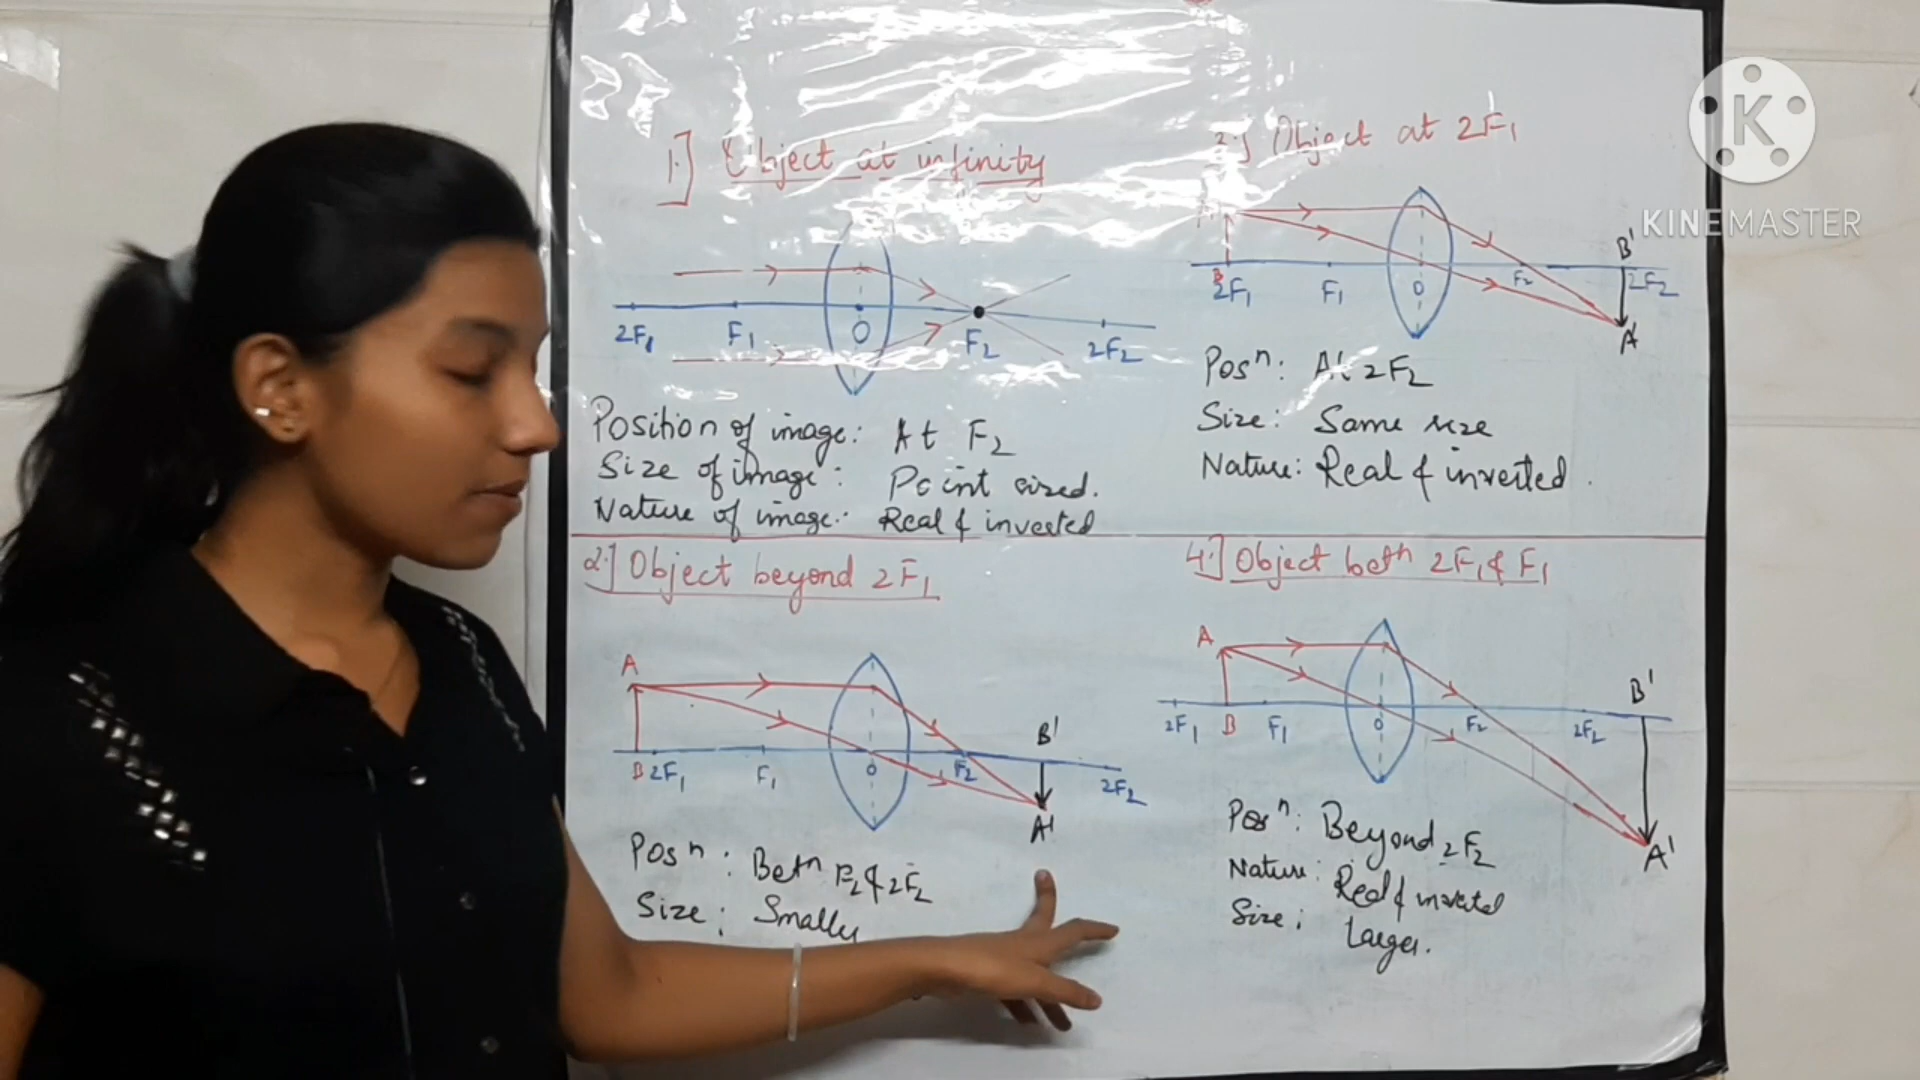 1.] Object at infinity
2F1 F1 O F2 2F2
Position of image: At F2
Size of image: Point sized.
Nature of image: Real & inverted
2.] Object beyond 2F1
A
B'
B 2F1 F1 O F2 2F2
A'
Posn: Betn F2 & 2F2
Size: Smaller
3.] Object at 2F1
B'
B
2F1 F1 O F2 2F2
A'
Posn: At 2F2
Size: Same size
Nature: Real & inverted.
4.] Object betn 2F1 & F1
A
B'
2F1 B F1 O F2 2F2
A'
Posn: Beyond 2F2
Nature: Real & inverted
Size: Larger.
K
KINEMASTER